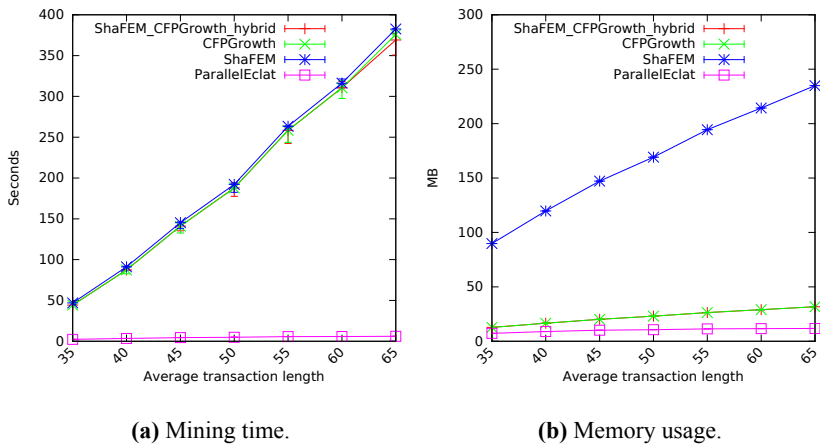 400
350
300
250
200
150
100
50
0
Seconds
ShaFEM_CFPGrowth_hybrid
CFPGrowth
ShaFEM
ParallelEclat
35 40 45 50 55 60 65
Average transaction length
(a) Mining time.
300
250
200
150
100
50
0
MB
ShaFEM_CFPGrowth_hybrid
CFPGrowth
ShaFEM
ParallelEclat
35 40 45 50 55 60 65
Average transaction length
(b) Memory usage.